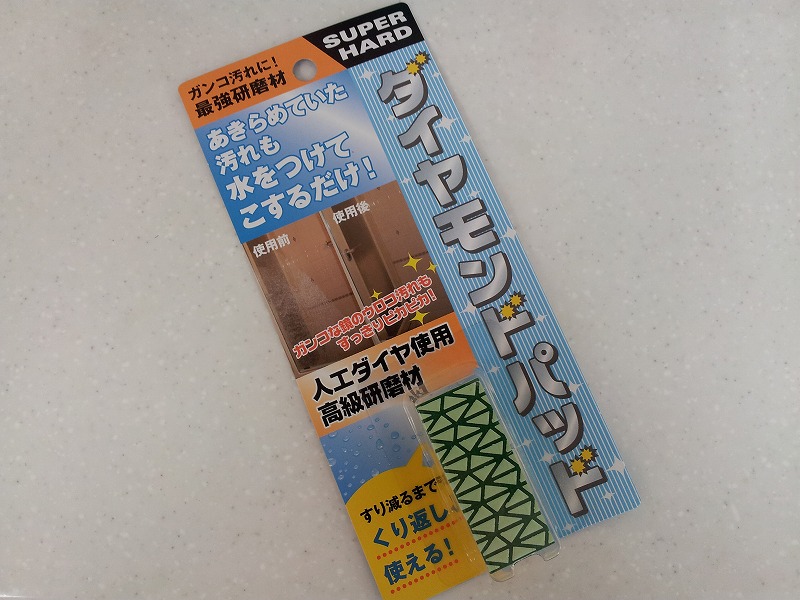 SUPER
HARD
ガンコ汚れに!
最強研磨材
ダイヤモンドパッド
あきらめていた
汚れも
水をつけて
こするだけ!
使用前
使用後
ガンコな鏡のウロコ汚れも
すっきりピカピカ!
人工ダイヤ使用
高級研磨材
すり減るまで
くり返し
使える!